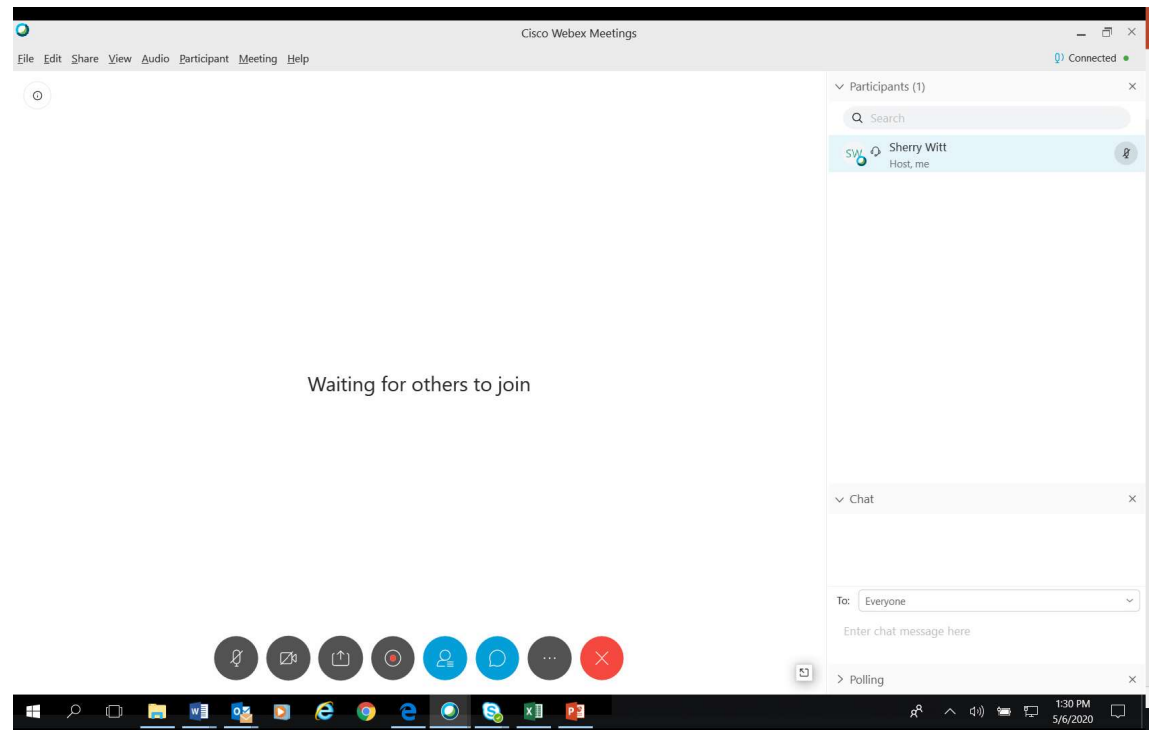 Cisco Webex Meetings
File Edit Share View Audio Participant Meeting Help
Connected
Participants (1)
Search
SW
Sherry Witt
Host, me
Waiting for others to join
Chat
To: Everyone
Enter chat message here
Polling
1:30 PM
5/6/2020